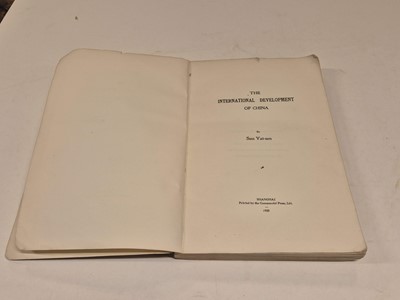 THE
INTERNATIONAL DEVELOPMENT
OF CHINA
by
Sun Yat-sen
SHANGHAI
Printed by the Commercial Press, Ltd.